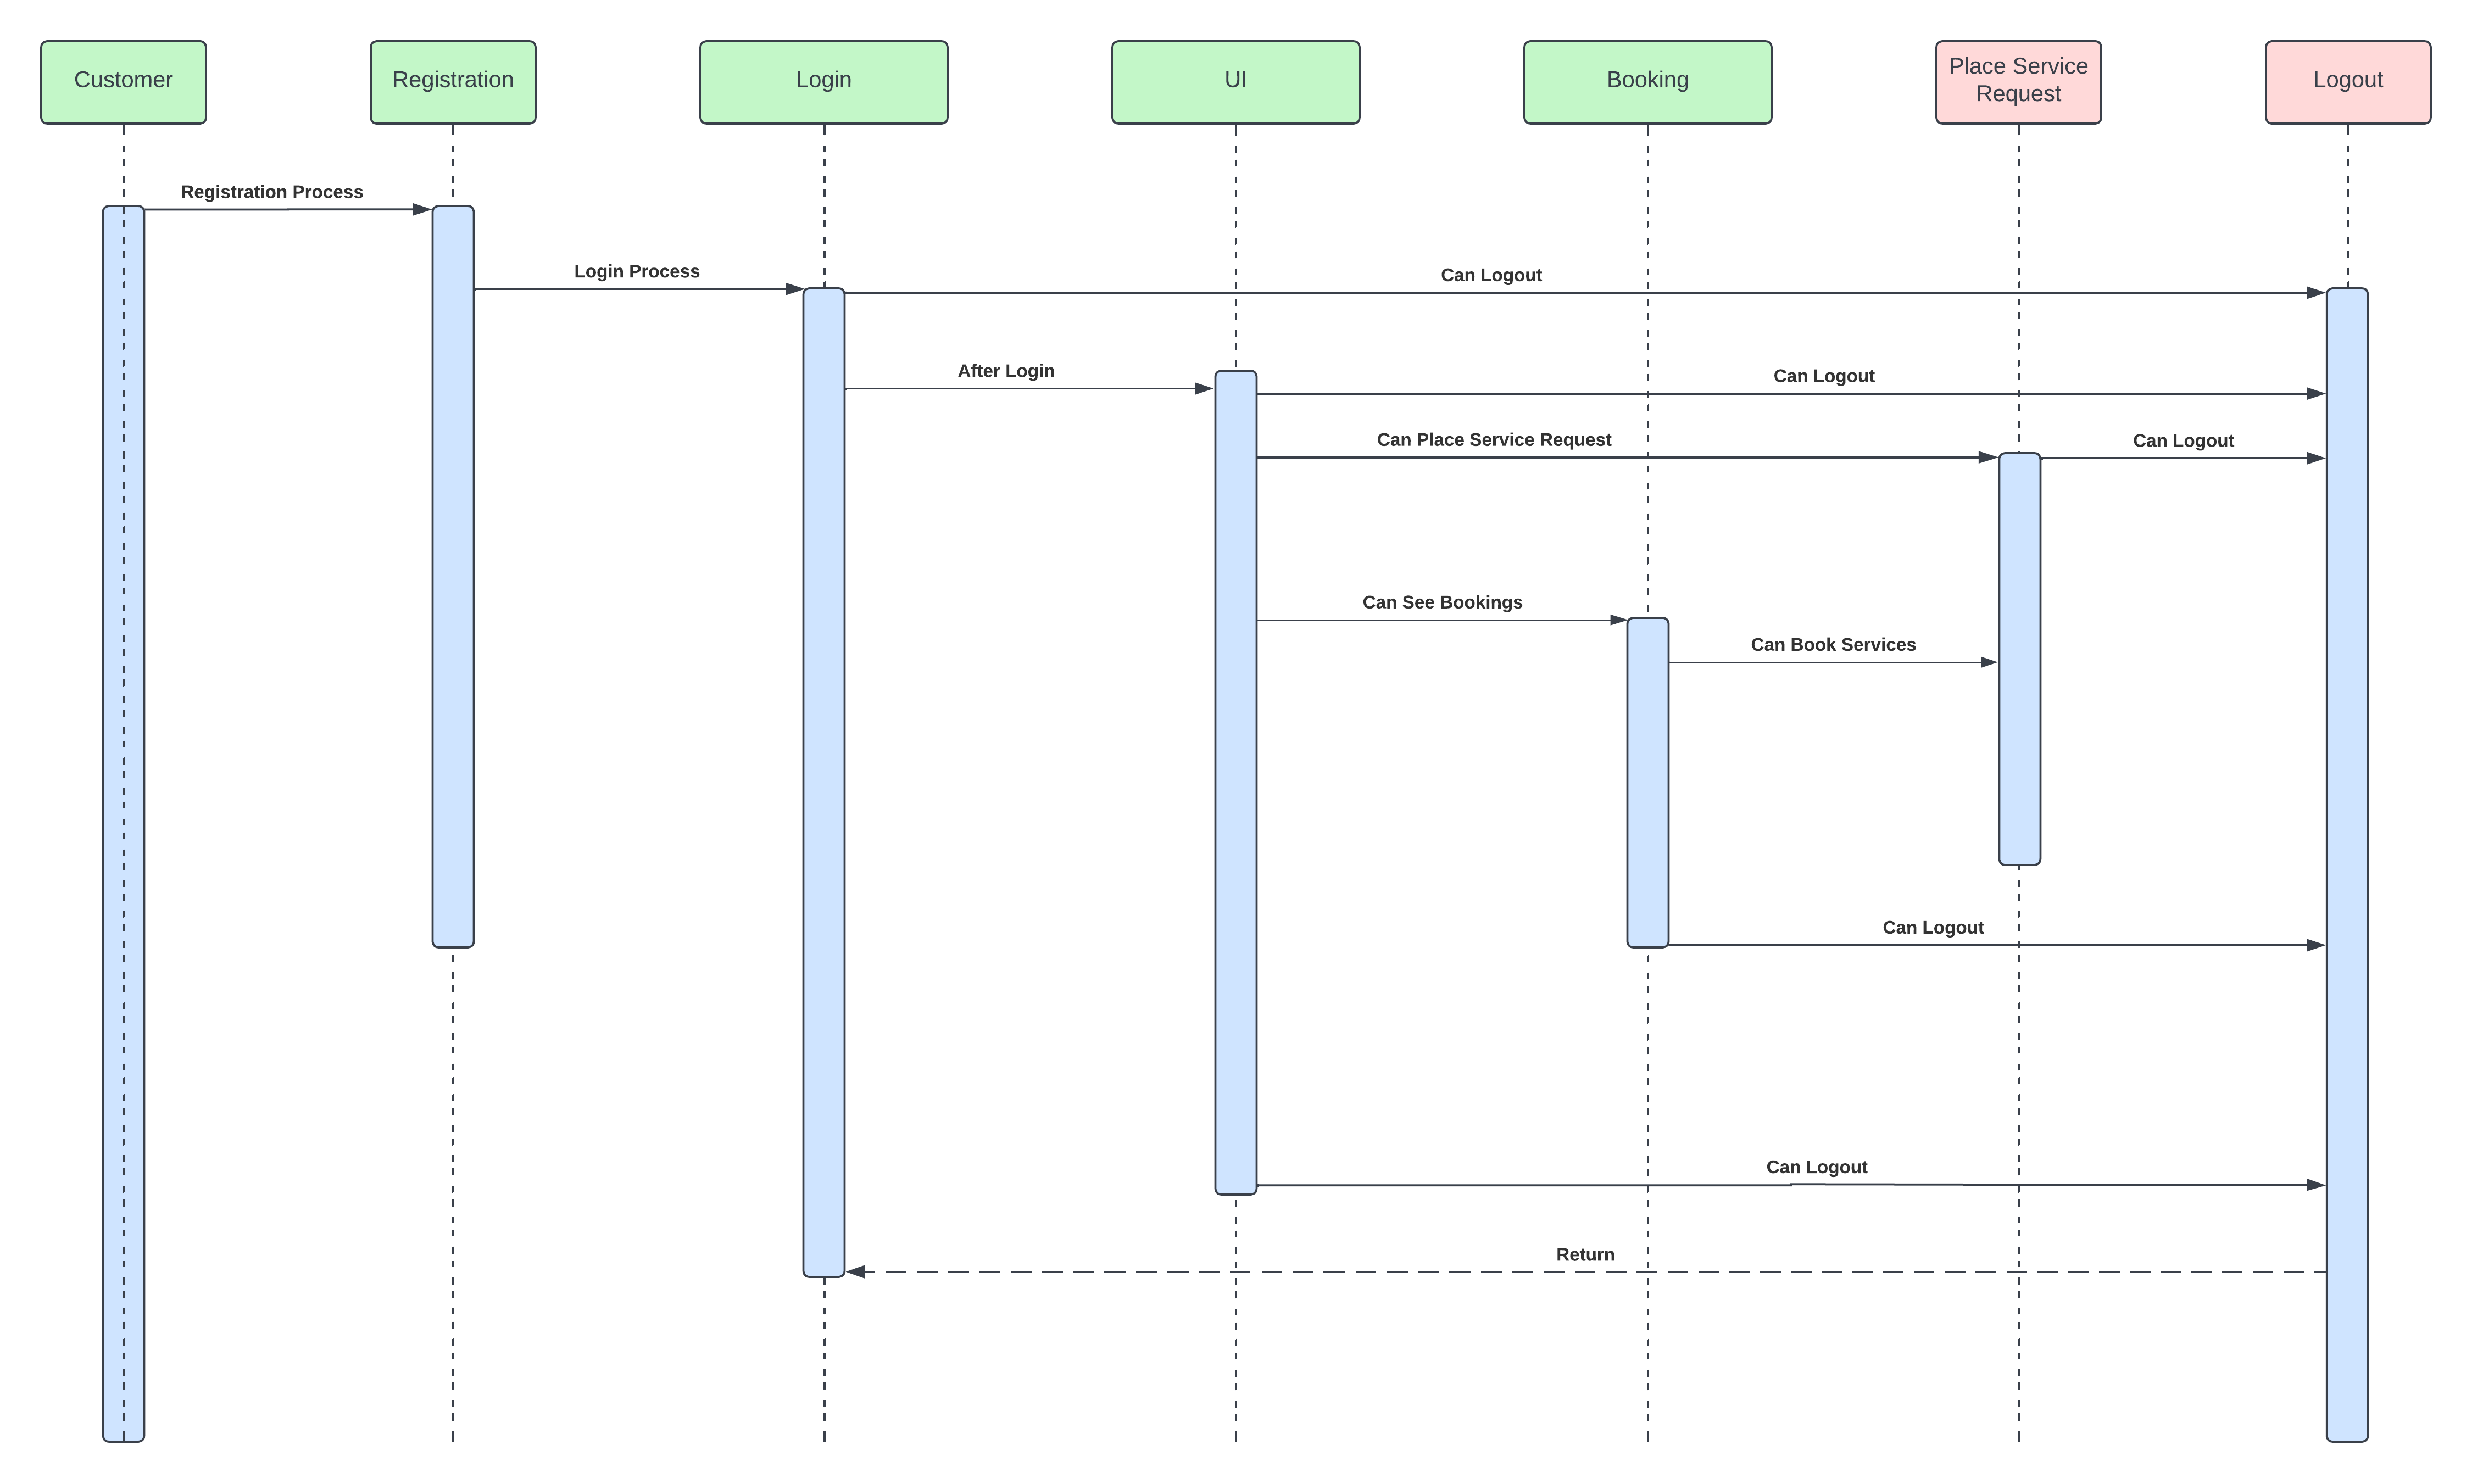 Customer
Registration
Login
UI
Booking
Place Service
Request
Logout
Registration Process
Login Process
Can Logout
After Login
Can Logout
Can Place Service Request
Can Logout
Can See Bookings
Can Book Services
Can Logout
Can Logout
Return